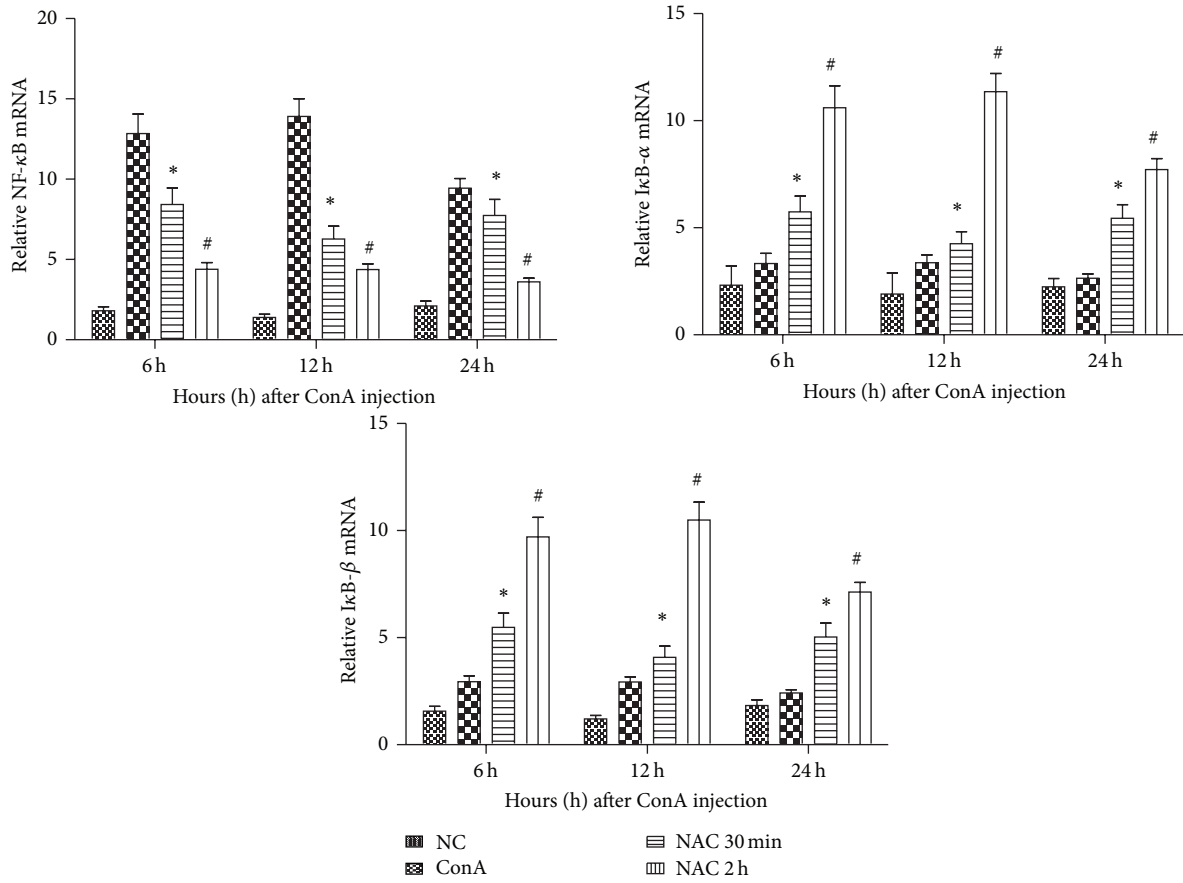 20
15
10
5
0
Relative NF-κB mRNA
*
#
*
#
*
#
6 h
12 h
24 h
Hours (h) after ConA injection
15
10
5
0
Relative IκB-α mRNA
*
#
*
#
*
#
6 h
12 h
24 h
Hours (h) after ConA injection
15
10
5
0
Relative IκB-β mRNA
*
#
*
#
*
#
6 h
12 h
24 h
Hours (h) after ConA injection
NC
ConA
NAC 30 min
NAC 2 h